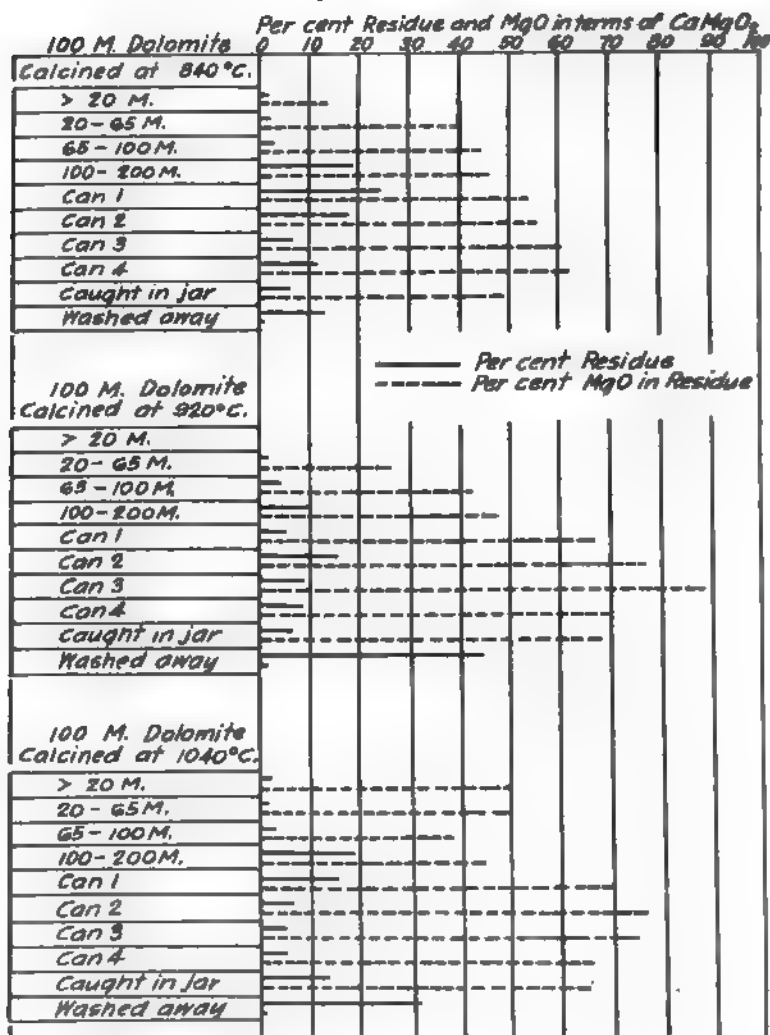 Per cent Residue and MgO in terms of CaMgO₂
100 M. Dolomite 0 10 20 30 40 50 60 70 80 90 100
Calcined at 840°C.
> 20 M.
20-65 M.
65-100 M.
100-200 M.
Can 1
Can 2
Can 3
Can 4
Caught in jar
Washed away
Per cent Residue
Per cent MgO in Residue
100 M. Dolomite
Calcined at 920°C.
> 20 M.
20-65 M.
65-100 M.
100-200 M.
Can 1
Can 2
Can 3
Can 4
Caught in jar
Washed away
100 M. Dolomite
Calcined at 1040°C.
> 20 M.
20-65 M.
65-100 M.
100-200 M.
Can 1
Can 2
Can 3
Can 4
Caught in jar
Washed away